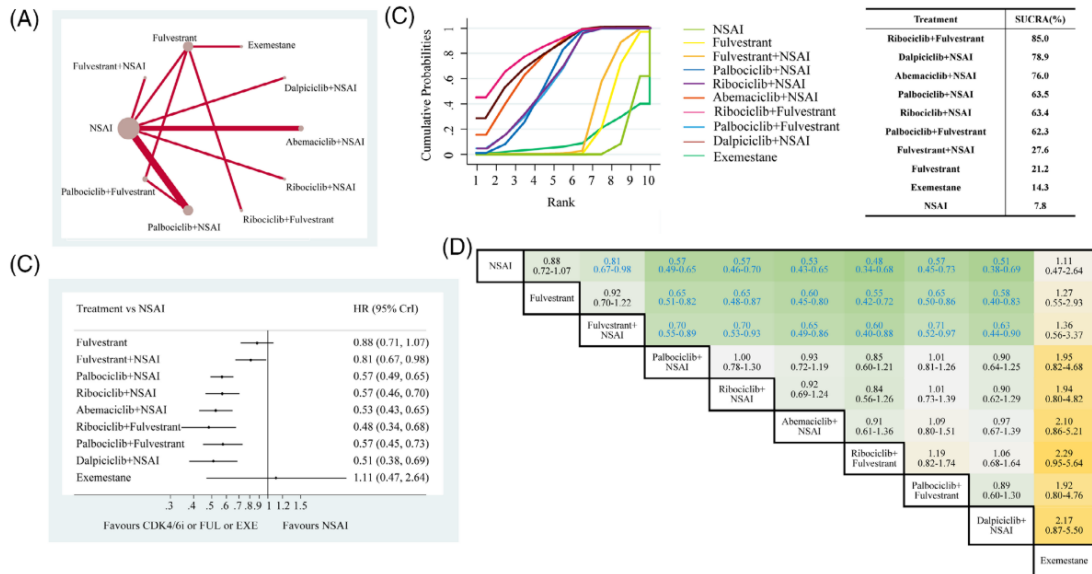 (A)
Fulvestrant
Exemestane
Fulvestrant+NSAI
Dalpiciclib+NSAI
NSAI
Abemaciclib+NSAI
Palbociclib+Fulvestrant
Ribociclib+NSAI
Palbociclib+NSAI
Ribociclib+Fulvestrant
(C)
Cumulative Probabilities
1
.8
.6
.4
.2
0
1 2 3 4 5 6 7 8 9 10
Rank
NSAI
Fulvestrant
Fulvestrant+NSAI
Palbociclib+NSAI
Ribociclib+NSAI
Abemaciclib+NSAI
Ribociclib+Fulvestrant
Palbociclib+Fulvestrant
Dalpiciclib+NSAI
Exemestane
Treatment SUCRA(%)
Ribociclib+Fulvestrant 85.0
Dalpiciclib+NSAI 78.9
Abemaciclib+NSAI 76.0
Palbociclib+NSAI 63.5
Ribociclib+NSAI 63.4
Palbociclib+Fulvestrant 62.3
Fulvestrant+NSAI 27.6
Fulvestrant 21.2
Exemestane 14.3
NSAI 7.8
(C)
Treatment vs NSAI HR (95% CrI)
Fulvestrant 0.88 (0.71, 1.07)
Fulvestrant+NSAI 0.81 (0.67, 0.98)
Palbociclib+NSAI 0.57 (0.49, 0.65)
Ribociclib+NSAI 0.57 (0.46, 0.70)
Abemaciclib+NSAI 0.53 (0.43, 0.65)
Ribociclib+Fulvestrant 0.48 (0.34, 0.68)
Palbociclib+Fulvestrant 0.57 (0.45, 0.73)
Dalpiciclib+NSAI 0.51 (0.38, 0.69)
Exemestane 1.11 (0.47, 2.64)
.3 .4 .5 .6 .7 .8.9 1 1.2 1.5
Favours CDK4/6i or FUL or EXE Favours NSAI
(D)
NSAI 0.88 0.81 0.57 0.57 0.53 0.48 0.57 0.51 1.11
0.72-1.07 0.67-0.98 0.49-0.65 0.46-0.70 0.43-0.65 0.34-0.68 0.45-0.73 0.38-0.69 0.47-2.64
Fulvestrant 0.92 0.65 0.65 0.60 0.55 0.65 0.58 1.27
0.70-1.22 0.51-0.82 0.48-0.87 0.45-0.80 0.42-0.72 0.50-0.86 0.40-0.83 0.55-2.93
Fulvestrant+ 0.70 0.70 0.65 0.60 0.71 0.63 1.36
NSAI 0.55-0.89 0.53-0.93 0.49-0.86 0.40-0.88 0.52-0.97 0.44-0.90 0.56-3.37
Palbociclib+ 1.00 0.93 0.85 1.01 0.90 1.95
NSAI 0.78-1.30 0.72-1.19 0.60-1.21 0.81-1.26 0.64-1.25 0.82-4.68
Ribociclib+ 0.92 0.84 1.01 0.90 1.94
NSAI 0.69-1.24 0.56-1.26 0.73-1.39 0.62-1.29 0.80-4.82
Abemaciclib+ 0.91 1.09 0.97 2.10
NSAI 0.61-1.36 0.80-1.51 0.67-1.39 0.86-5.21
Ribociclib+ 1.19 1.06 2.29
Fulvestrant 0.82-1.74 0.68-1.64 0.95-5.64
Palbociclib+ 0.89 1.92
Fulvestrant 0.60-1.30 0.80-4.76
Dalpiciclib+ 2.17
NSAI 0.87-5.50
Exemestane